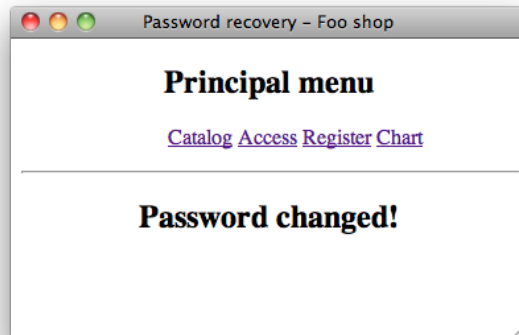 Password recovery – Foo shop
Principal menu
Catalog Access Register Chart
Password changed!